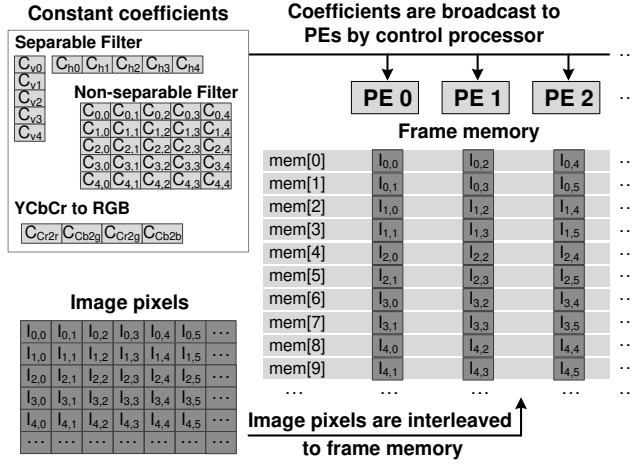 Constant coefficients
Separable Filter
Cv0 Ch0 Ch1 Ch2 Ch3 Ch4
Cv1
Cv2
Cv3
Cv4
Non-separable Filter
C0,0 C0,1 C0,2 C0,3 C0,4
C1,0 C1,1 C1,2 C1,3 C1,4
C2,0 C2,1 C2,2 C2,3 C2,4
C3,0 C3,1 C3,2 C3,3 C3,4
C4,0 C4,1 C4,2 C4,3 C4,4
YCbCr to RGB
CCr2r CCb2g CCr2g CCb2b
Coefficients are broadcast to
PEs by control processor
...
PE 0 PE 1 PE 2 ...
Frame memory
mem[0] I0,0 I0,2 I0,4 ...
mem[1] I0,1 I0,3 I0,5
mem[2] I1,0 I1,2 I1,4
mem[3] I1,1 I1,3 I1,5
mem[4] I2,0 I2,2 I2,4
mem[5] I2,1 I2,3 I2,5
mem[6] I3,0 I3,2 I3,4
mem[7] I3,1 I3,3 I3,5
mem[8] I4,0 I4,2 I4,4
mem[9] I4,1 I4,3 I4,5
... ... ... ... ...
Image pixels
I0,0 I0,1 I0,2 I0,3 I0,4 I0,5 ...
I1,0 I1,1 I1,2 I1,3 I1,4 I1,5 ...
I2,0 I2,1 I2,2 I2,3 I2,4 I2,5 ...
I3,0 I3,1 I3,2 I3,3 I3,4 I3,5 ...
I4,0 I4,1 I4,2 I4,3 I4,4 I4,5 ...
... ... ... ... ... ... ...
Image pixels are interleaved
to frame memory